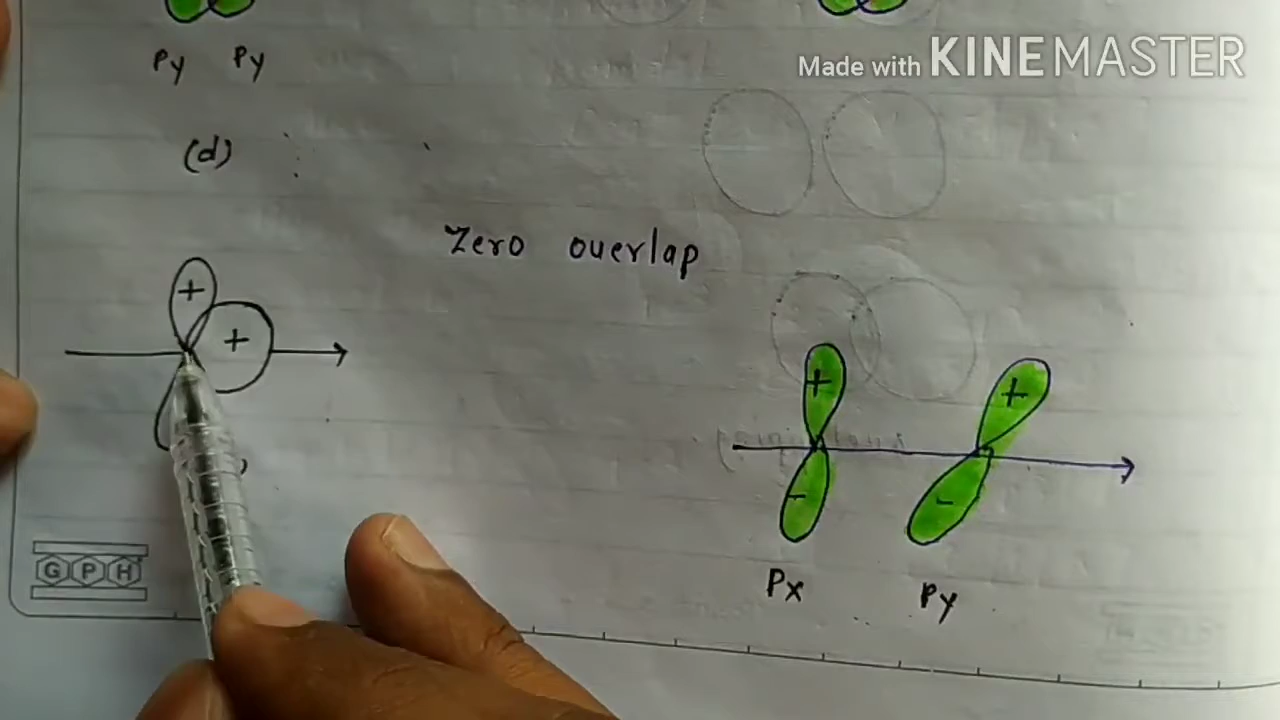 Py Py
Made with KINEMASTER
(d)
Zero overlap
+
+
+ +
- -
Px Py
GPH